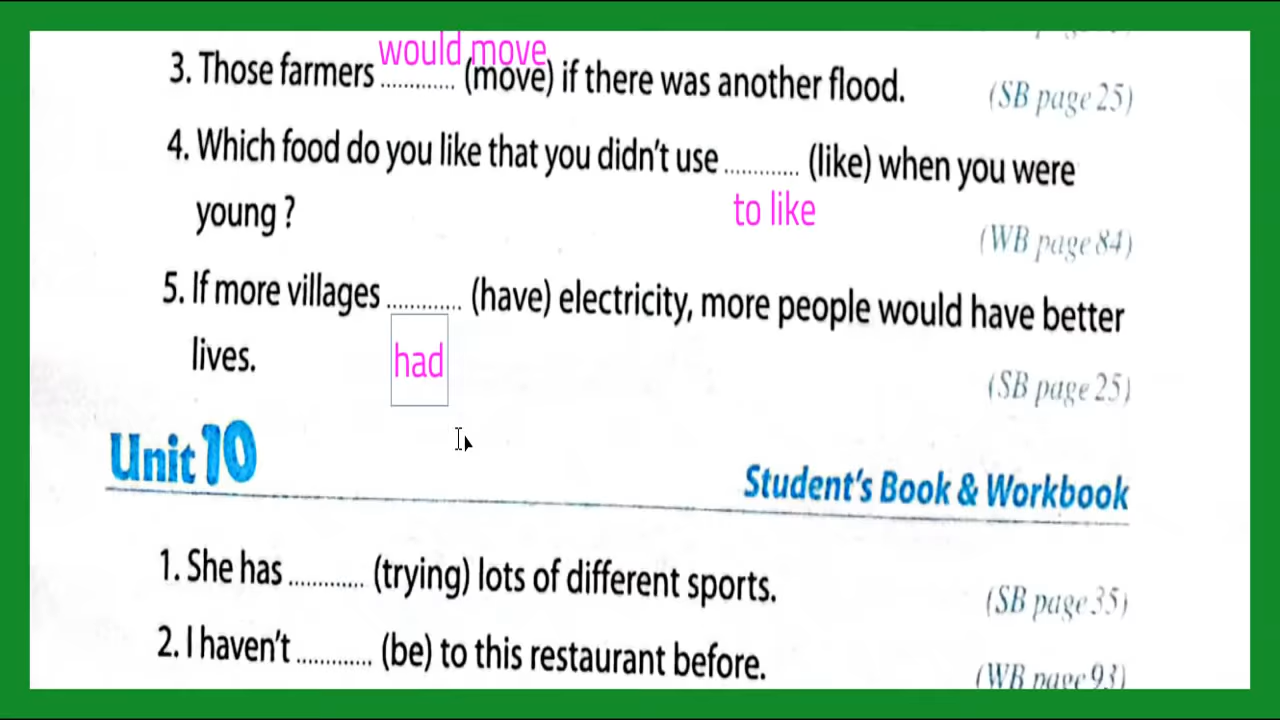 would move
3. Those farmers ............. (move) if there was another flood. (SB page 25)
4. Which food do you like that you didn't use ............. (like) when you were
to like
young ? (WB page 84)
5. If more villages ............. (have) electricity, more people would have better
had
lives. (SB page 25)
Unit 10 Student's Book & Workbook
1. She has ............. (trying) lots of different sports. (SB page 35)
2. I haven't ............. (be) to this restaurant before. (WB page 93)